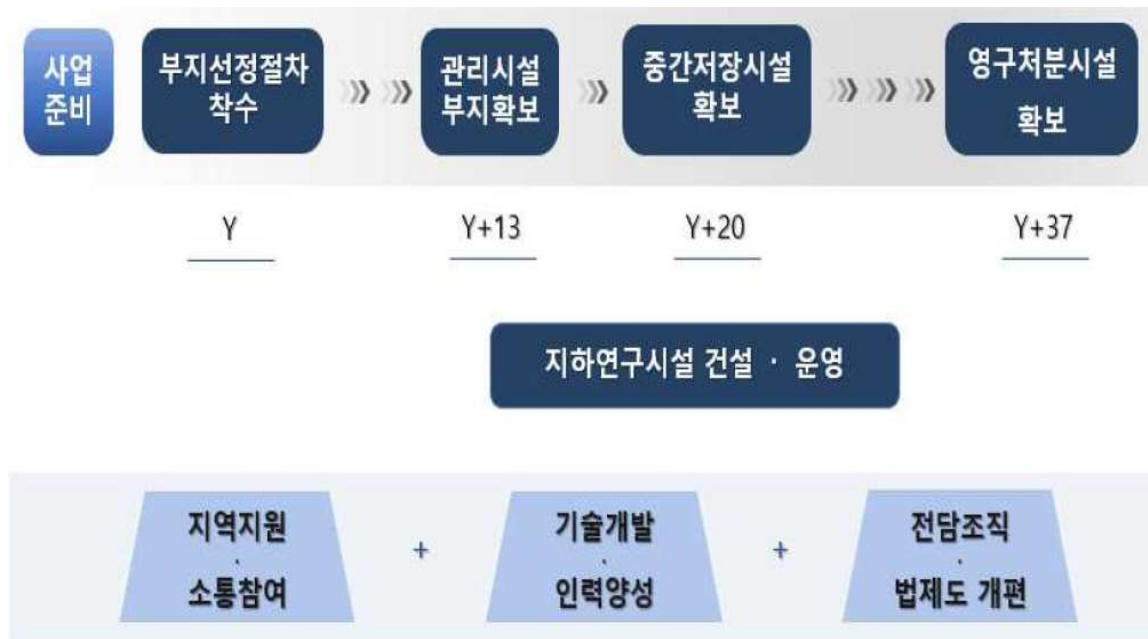 사업
준비
부지선정절차
착수
관리시설
부지확보
중간저장시설
확보
영구처분시설
확보
Y
Y+13
Y+20
Y+37
지하연구시설 건설 · 운영
지역지원
·
소통참여
+
기술개발
·
인력양성
+
전담조직
·
법제도 개편